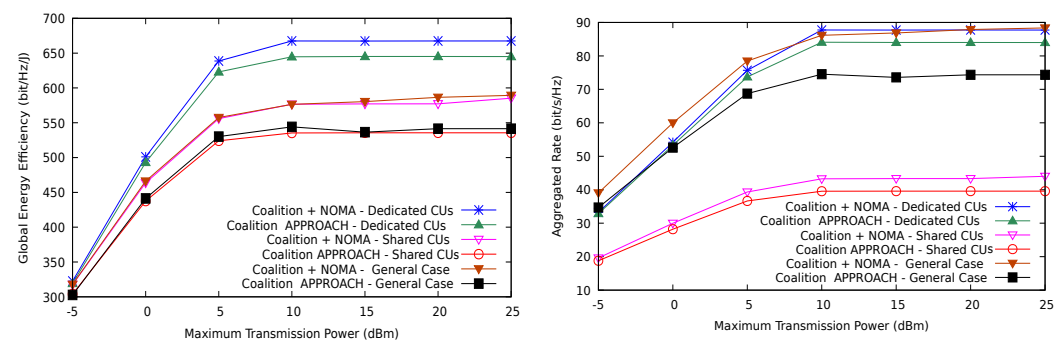 700
650
600
550
500
450
400
350
300
-5
0
5
10
15
20
25
Global Energy Efficiency (bit/Hz/J)
Maximum Transmission Power (dBm)
Coalition + NOMA - Dedicated CUs
Coalition APPROACH - Dedicated CUs
Coalition + NOMA - Shared CUs
Coalition APPROACH - Shared CUs
Coalition + NOMA - General Case
Coalition APPROACH - General Case
90
80
70
60
50
40
30
20
10
-5
0
5
10
15
20
25
Aggregated Rate (bit/s/Hz)
Maximum Transmission Power (dBm)
Coalition + NOMA - Dedicated CUs
Coalition APPROACH - Dedicated CUs
Coalition + NOMA - Shared CUs
Coalition APPROACH - Shared CUs
Coalition + NOMA - General Case
Coalition APPROACH - General Case